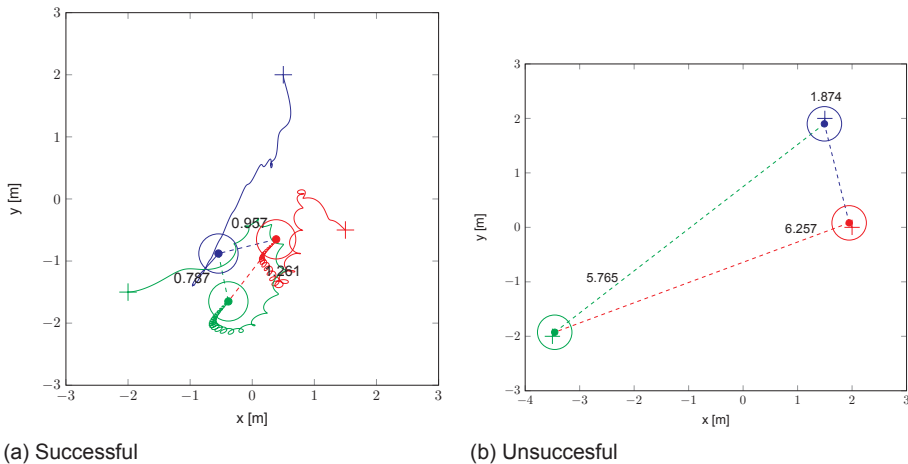 3
2
1
0
−1
−2
−3
y [m]
0.957
0.787
1.261
−3 −2 −1 0 1 2 3
x [m]
(a) Successful
3
2
1
0
−1
−2
−3
y [m]
1.874
6.257
5.765
−4 −3 −2 −1 0 1 2 3
x [m]
(b) Unsuccesful